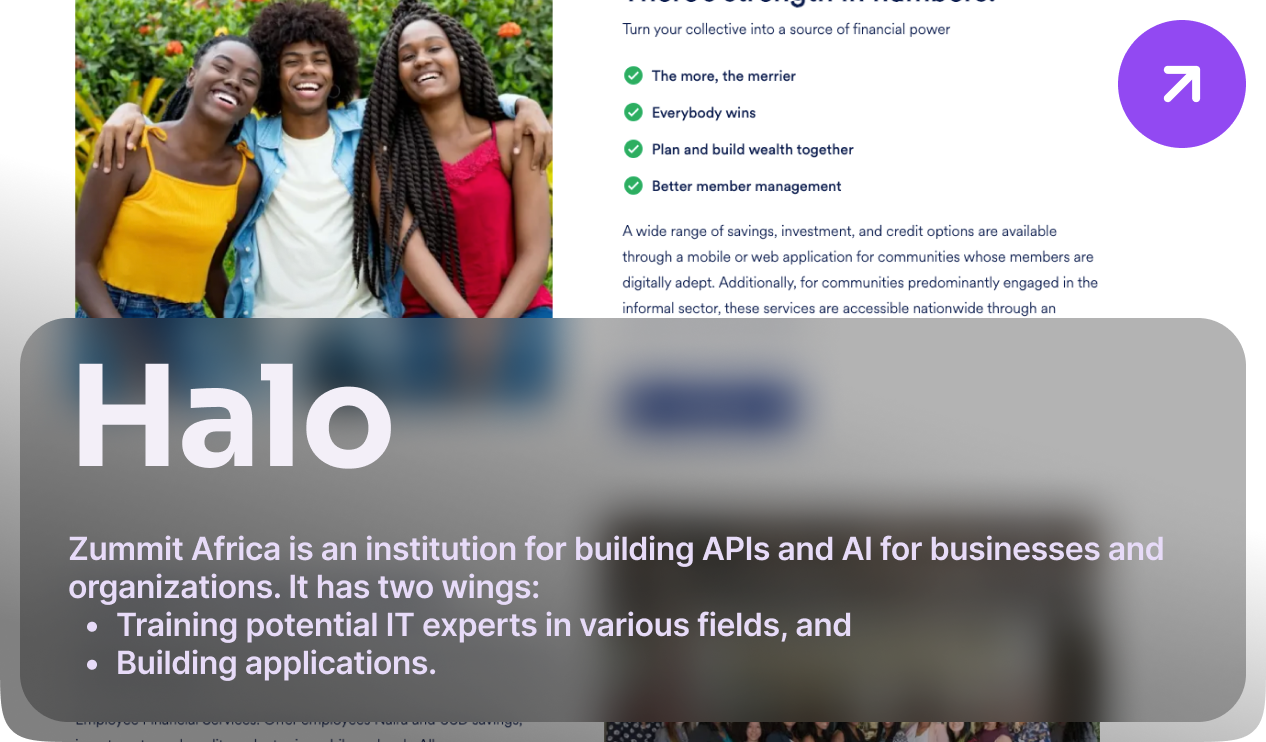 There's strength in numbers!
Turn your collective into a source of financial power
The more, the merrier
Everybody wins
Plan and build wealth together
Better member management
A wide range of savings, investment, and credit options are available
through a mobile or web application for communities whose members are
digitally adept. Additionally, for communities predominantly engaged in the
informal sector, these services are accessible nationwide through an
Halo
Zummit Africa is an institution for building APIs and AI for businesses and
organizations. It has two wings:
• Training potential IT experts in various fields, and
• Building applications.
Employee Financial Services: Offer employees Naira and USD savings,